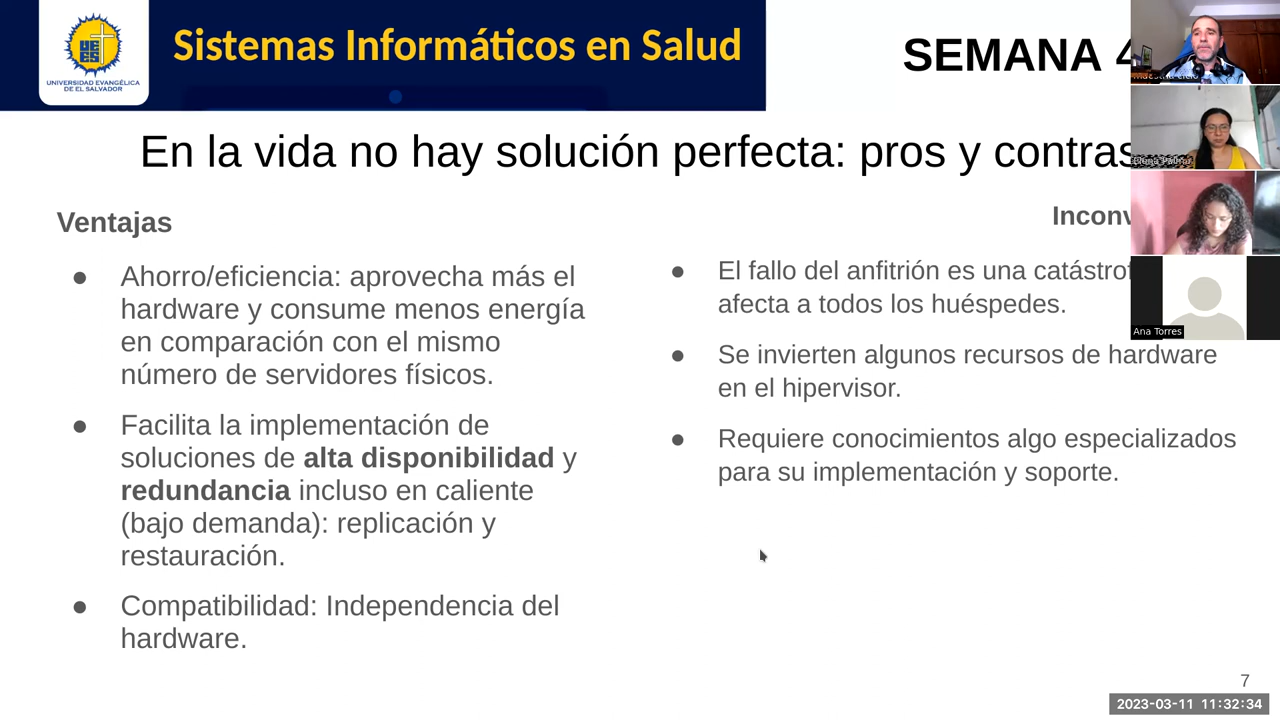 UNIVERSIDAD EVANGÉLICA
DE EL SALVADOR
Sistemas Informáticos en Salud
SEMANA 4
En la vida no hay solución perfecta: pros y contras
Ventajas
● Ahorro/eficiencia: aprovecha más el
hardware y consume menos energía
en comparación con el mismo
número de servidores físicos.
● Facilita la implementación de
soluciones de alta disponibilidad y
redundancia incluso en caliente
(bajo demanda): replicación y
restauración.
● Compatibilidad: Independencia del
hardware.
● El fallo del anfitrión es una
afecta a todos los huéspedes.
● Se invierten algunos recursos de hardware
en el hipervisor.
● Requiere conocimientos algo especializados
para su implementación y soporte.
Ana Torres
7
2023-03-11 11:32:34